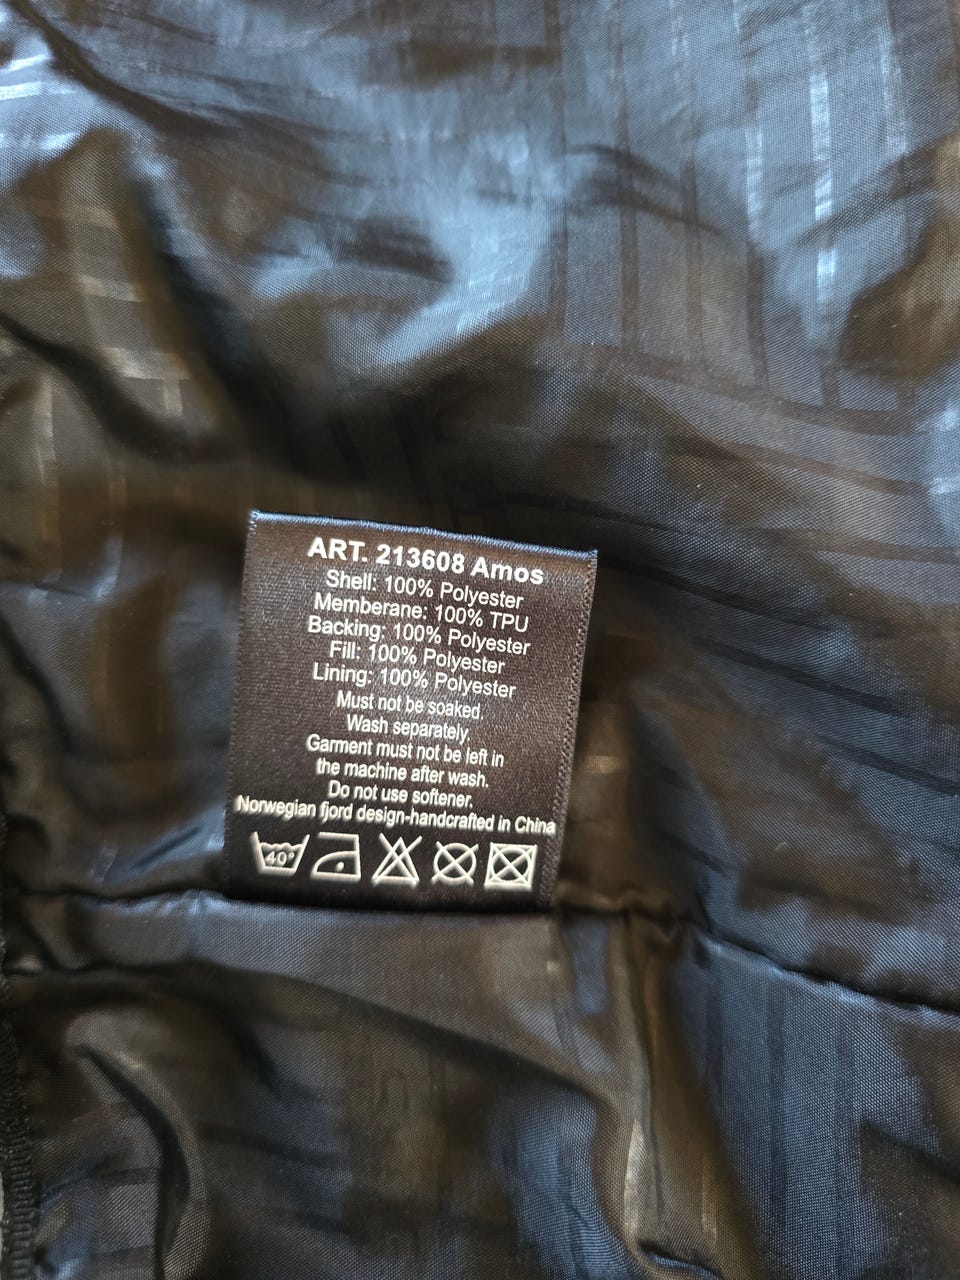 ART. 213608 Amos
Shell: 100% Polyester
Memberane: 100% TPU
Backing: 100% Polyester
Fill: 100% Polyester
Lining: 100% Polyester
Must not be soaked.
Wash separately.
Garment must not be left in
the machine after wash.
Do not use softener.
Norwegian fjord design-handcrafted in China
40°